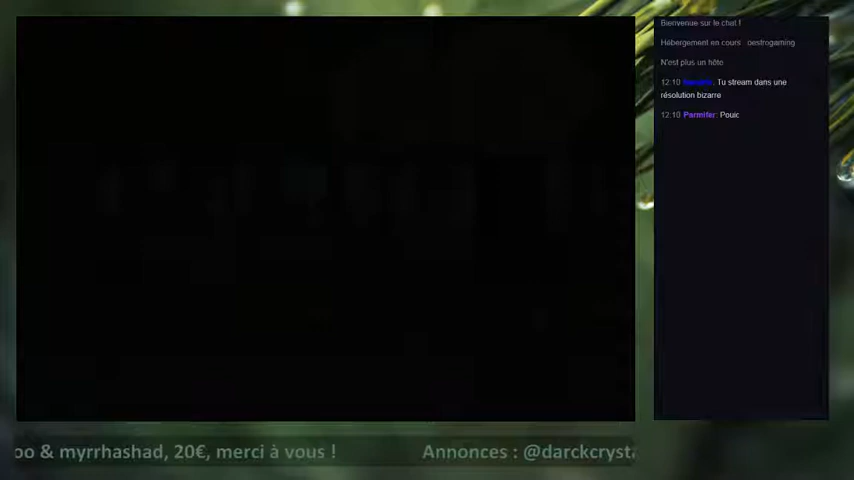 Bienvenue sur le chat !
Hébergement en cours oestrogaming
N'est plus un hôte
12:10 : Tu stream dans une
résolution bizarre
12:10 Parmifer: Pouic
oo & myrrhashad, 20€, merci à vous ! Annonces : @darckcrysta